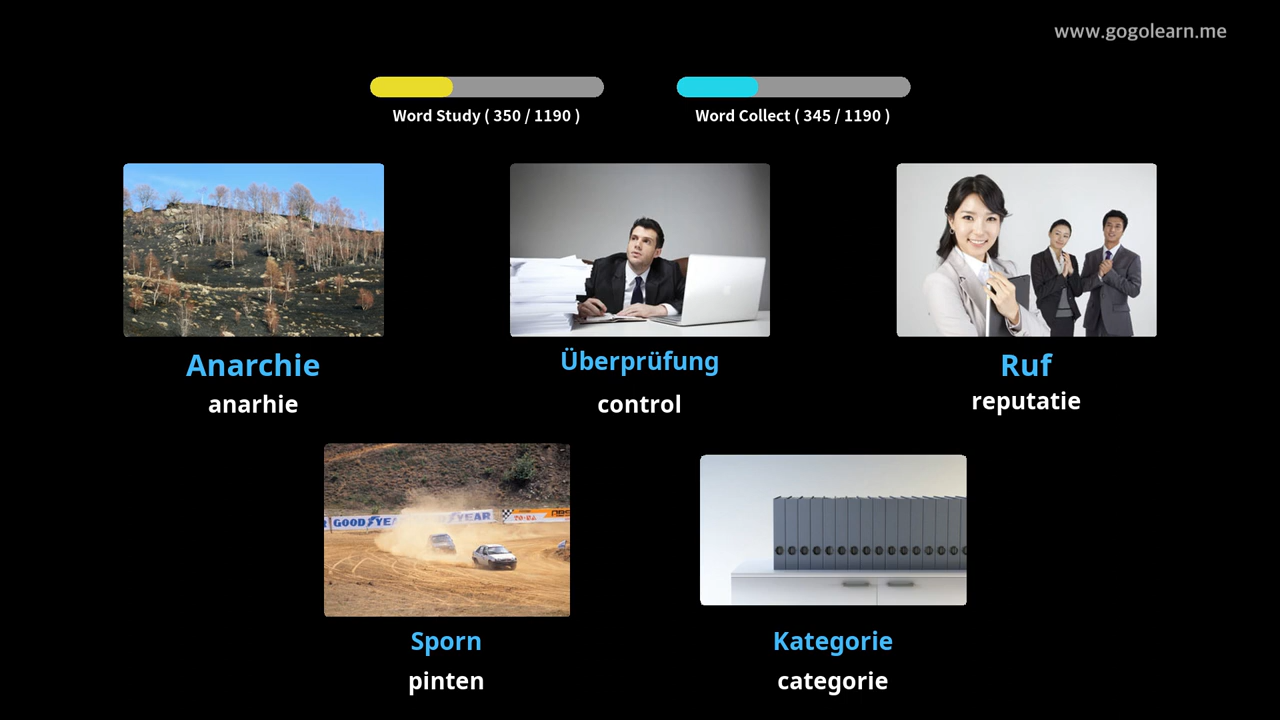 www.gogolearn.me
Word Study ( 350 / 1190 )
Word Collect ( 345 / 1190 )
Anarchie
anarhie
Überprüfung
control
Ruf
reputatie
GOODYEAR
Sporn
pinten
Kategorie
categorie